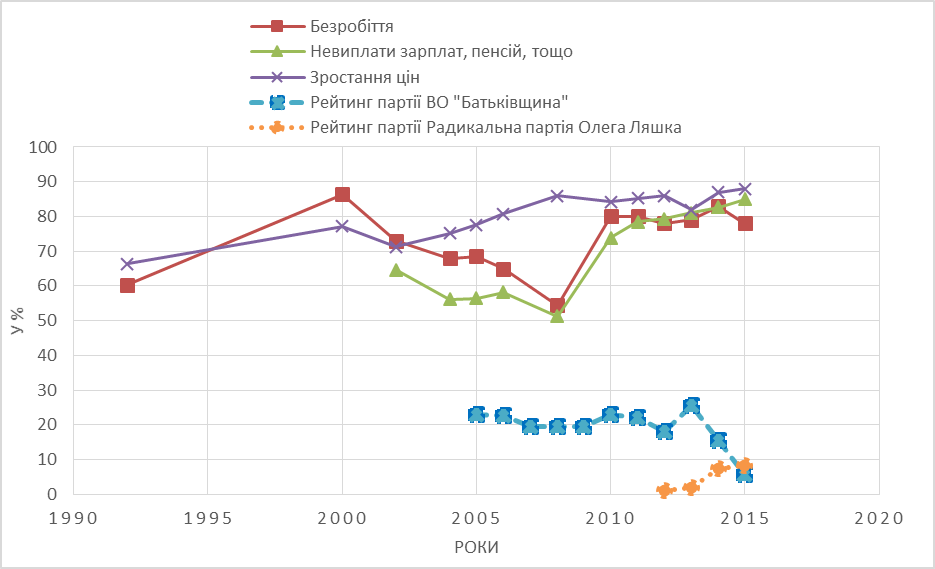 Безробіття
Невиплати зарплат, пенсій, тощо
Зростання цін
Рейтинг партії ВО "Батьківщина"
Рейтинг партії Радикальна партія Олега Ляшка
100
90
80
70
60
50
40
30
20
10
0
У %
1990
1995
2000
2005
2010
2015
2020
РОКИ